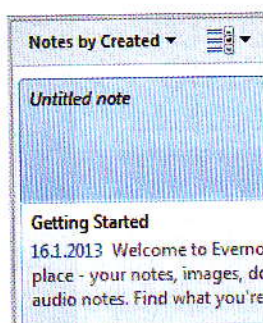 Notes by Created
Untitled note
Getting Started
16.1.2013 Welcome to Everno
place - your notes, images, do
audio notes. Find what you're